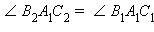 ∠ B₂A₁C₂ = ∠ B₁A₁C₁